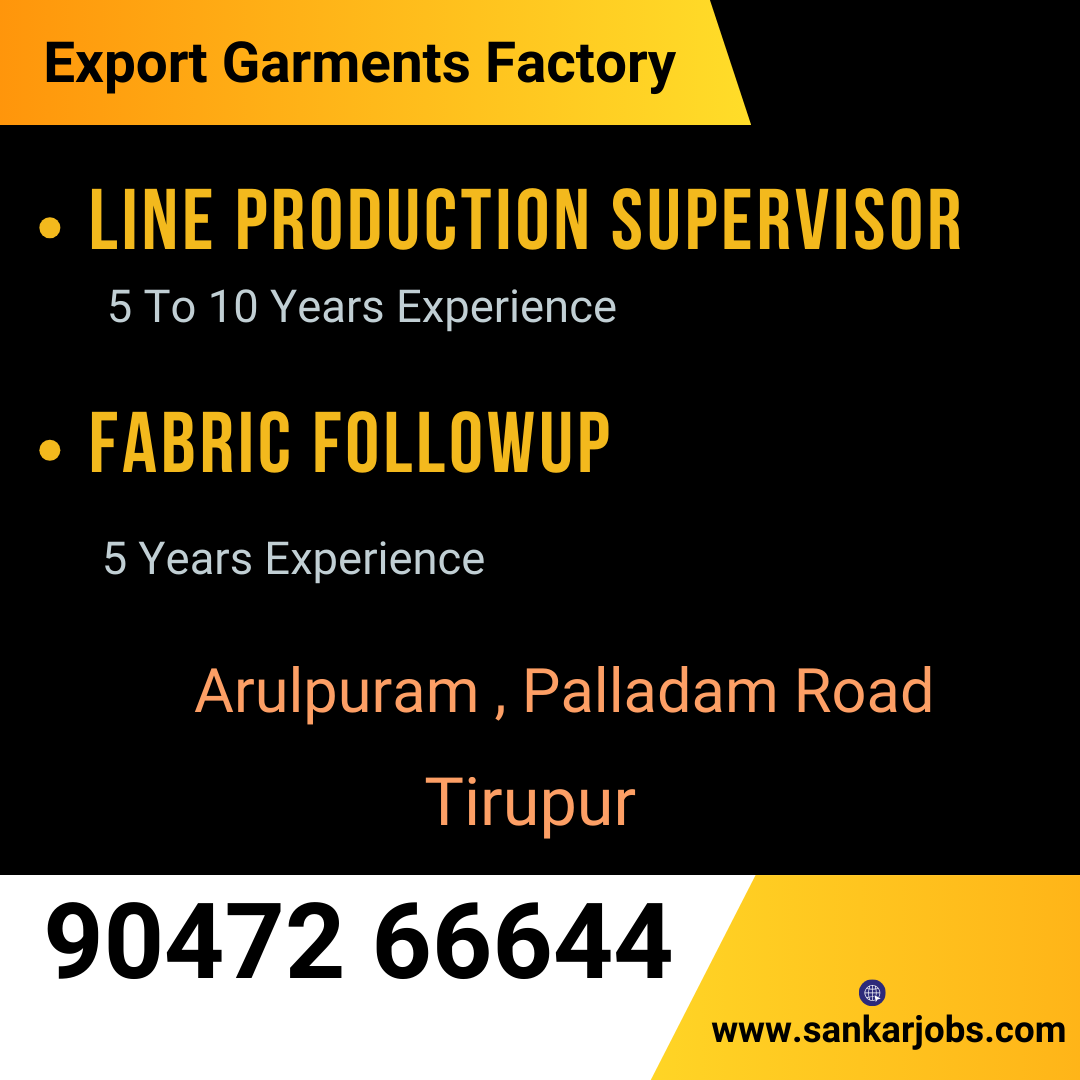 Export Garments Factory
• LINE PRODUCTION SUPERVISOR
5 To 10 Years Experience
• FABRIC FOLLOWUP
5 Years Experience
Arulpuram , Palladam Road
Tirupur
90472 66644
www.sankarjobs.com